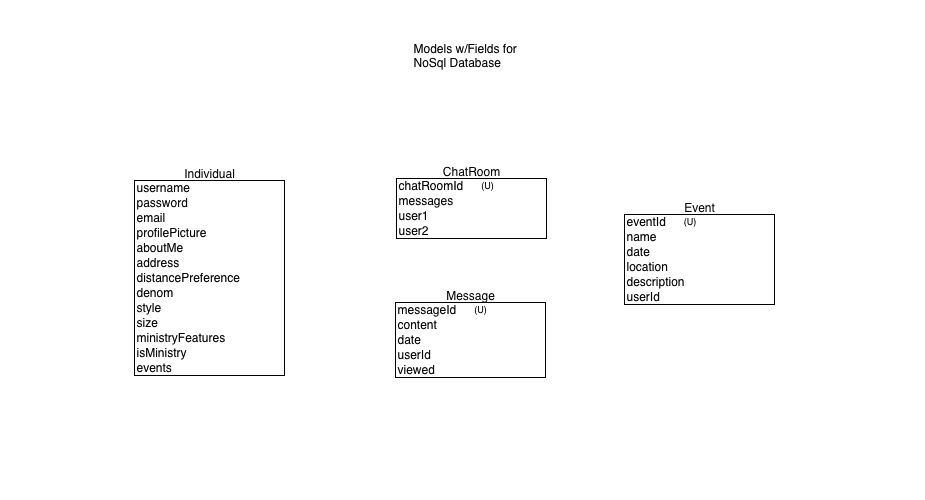 Models w/Fields for
NoSql Database
Individual
username
password
email
profilePicture
aboutMe
address
distancePreference
denom
style
size
ministryFeatures
isMinistry
events
ChatRoom
chatRoomId (U)
messages
user1
user2
Message
messageId (U)
content
date
userId
viewed
Event
eventId (U)
name
date
location
description
userId